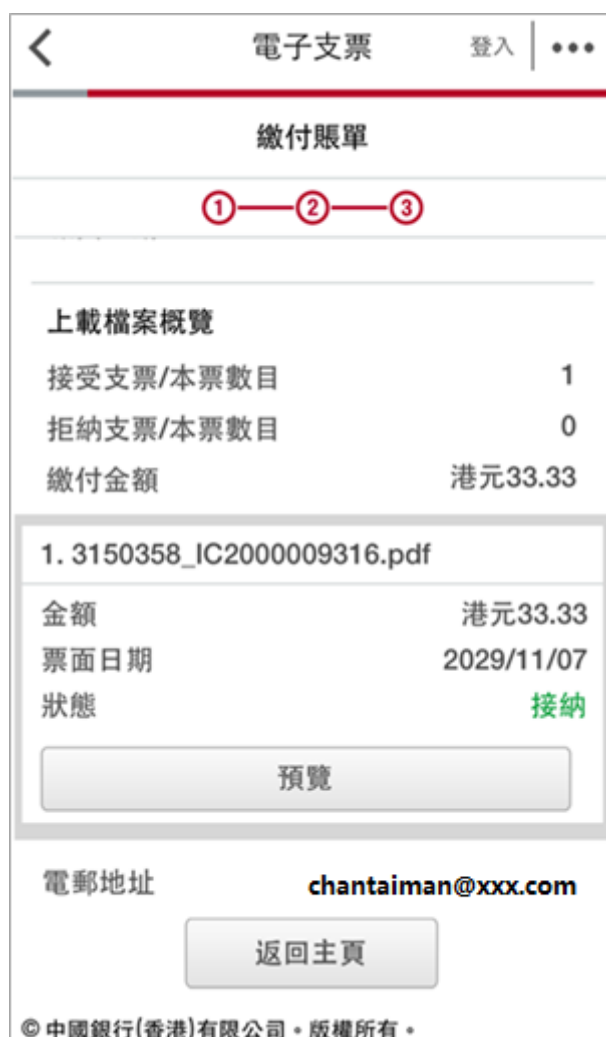 電子支票 登入
繳付賬單
1 2 3
上載檔案概覽
接受支票/本票數目 1
拒納支票/本票數目 0
繳付金額 港元33.33
1. 3150358_IC2000009316.pdf
金額 港元33.33
票面日期 2029/11/07
狀態 接納
預覽
電郵地址 chantaiman@xxx.com
返回主頁
© 中國銀行(香港)有限公司。版權所有。